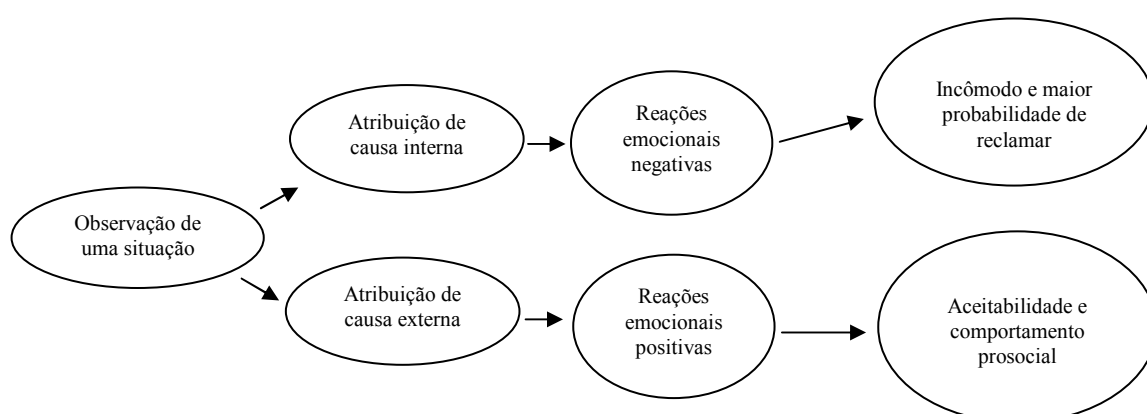 Observação de
uma situação
Atribuição de
causa interna
Reações
emocionais
negativas
Incômodo e maior
probabilidade de
reclamar
Atribuição de
causa externa
Reações
emocionais
positivas
Aceitabilidade e
comportamento
prosocial